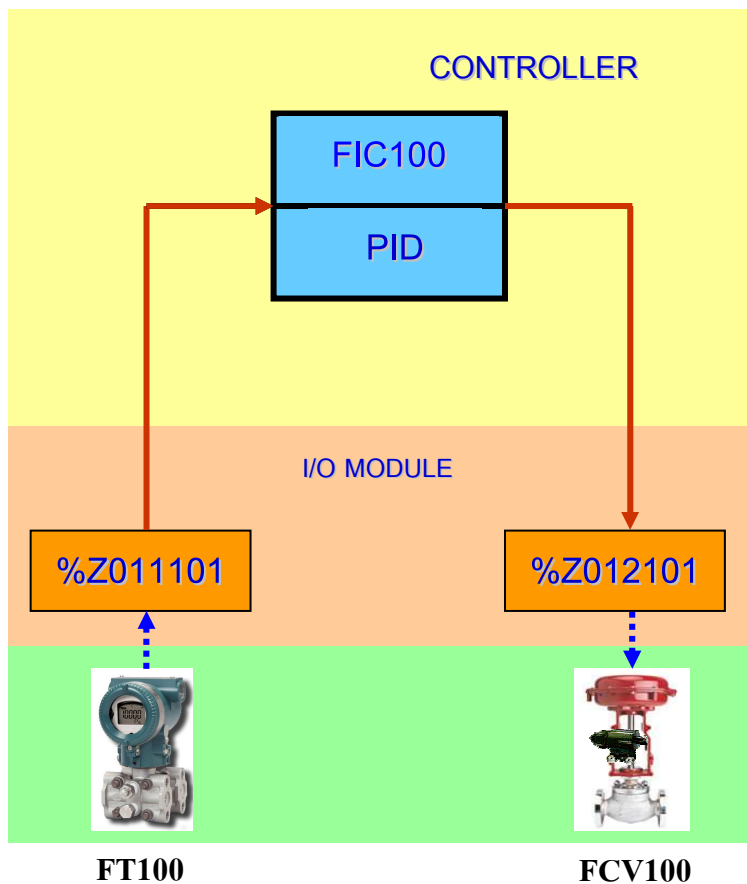 CONTROLLER
FIC100
PID
I/O MODULE
%Z011101
%Z012101
FT100
FCV100